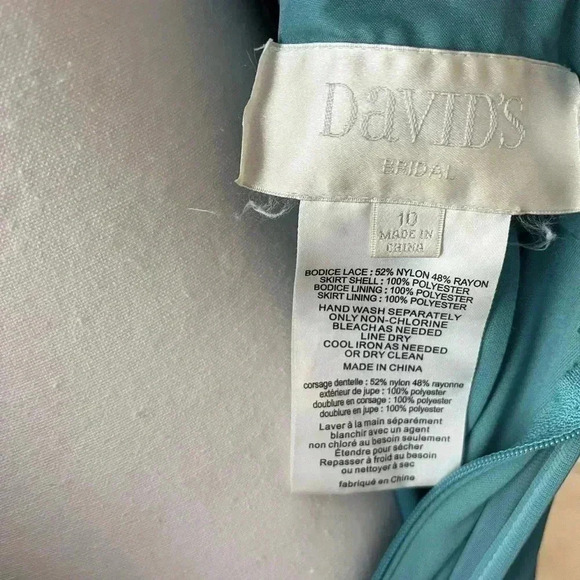 DaVID'S
BRIDAL
10
MADE IN
CHINA
BODICE LACE : 52% NYLON 48% RAYON
SKIRT SHELL : 100% POLYESTER
BODICE LINING : 100% POLYESTER
SKIRT LINING : 100% POLYESTER
HAND WASH SEPARATELY
ONLY NON-CHLORINE
BLEACH AS NEEDED
LINE DRY
COOL IRON AS NEEDED
OR DRY CLEAN
MADE IN CHINA
corsage dentelle : 52% nylon 48% rayonne
extérieur de jupe : 100% polyester
doublure en corsage : 100% polyester
doublure en jupe : 100% polyester
Laver à la main séparément
blanchir avec un agent
non chloré au besoin seulement
Étendre pour sécher
Repasser à froid au besoin
ou nettoyer à sec
fabriqué en Chine